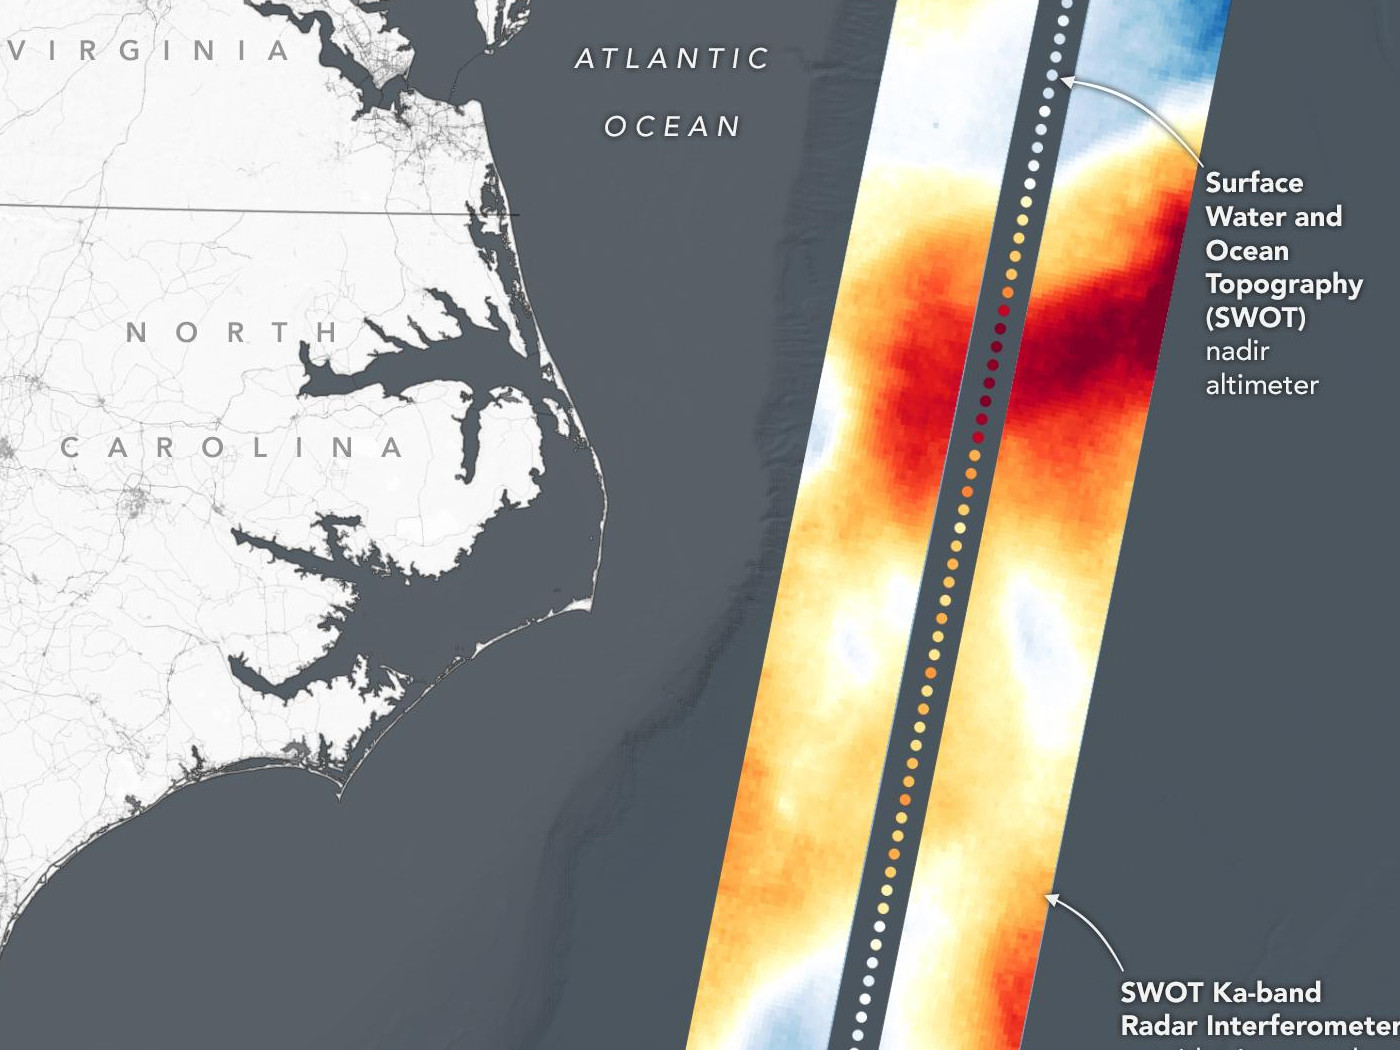 VIRGINIA
ATLANTIC
OCEAN
NORTH
CAROLINA
Surface
Water and
Ocean
Topography
(SWOT)
nadir
altimeter
SWOT Ka-band
Radar Interferometer